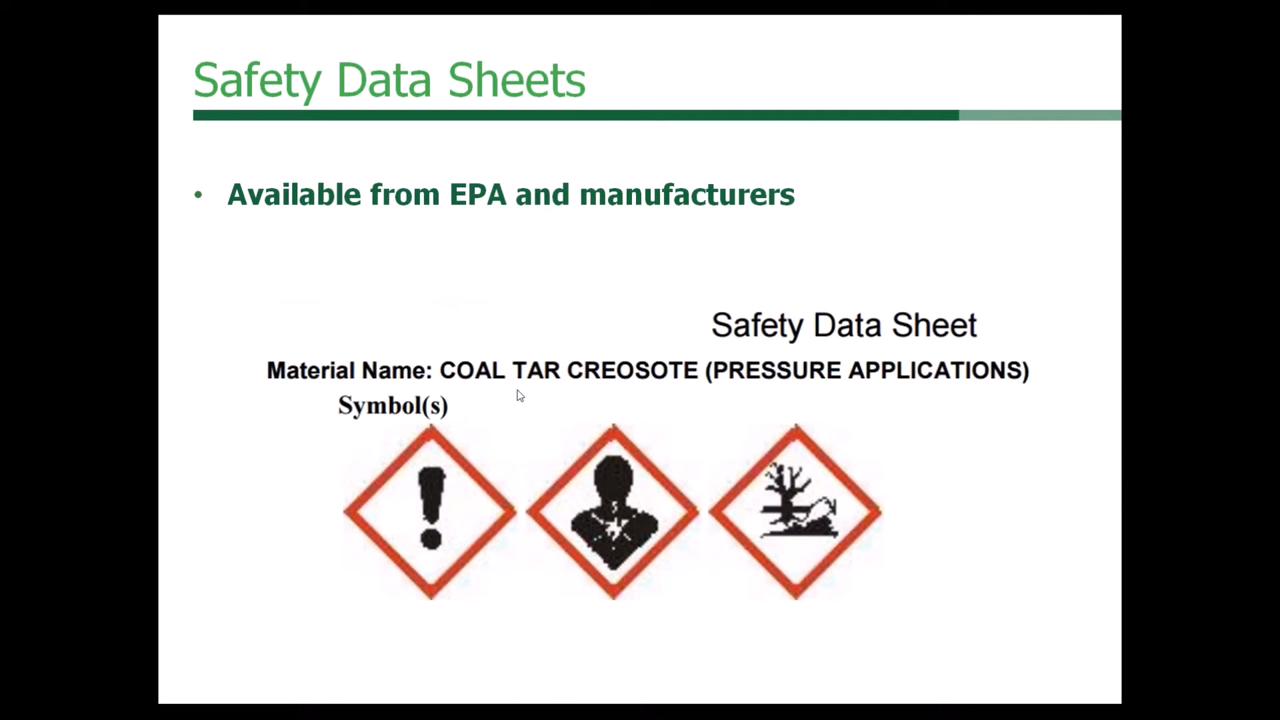 Safety Data Sheets
• Available from EPA and manufacturers
Safety Data Sheet
Material Name: COAL TAR CREOSOTE (PRESSURE APPLICATIONS)
Symbol(s)